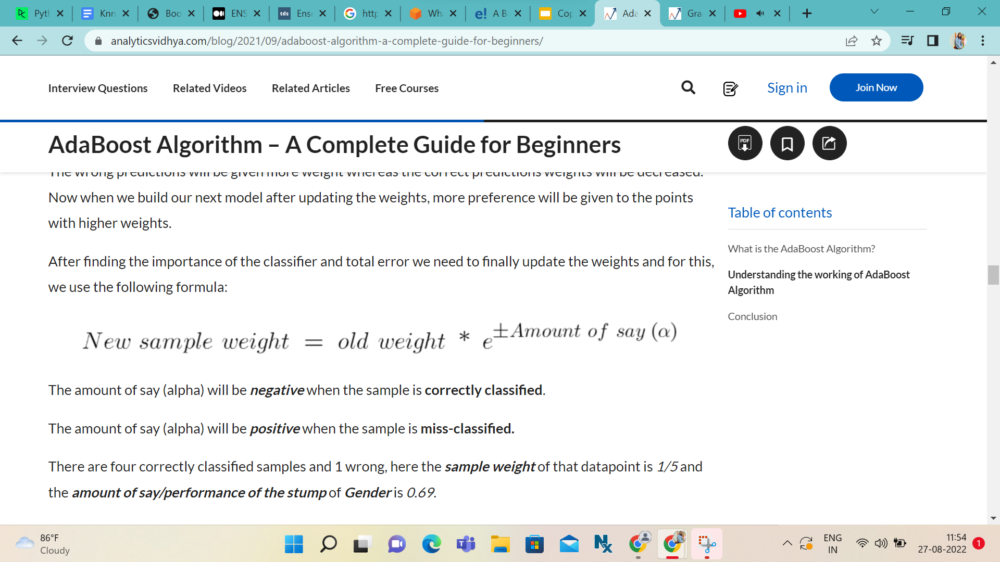 Pyth
Knn
Boo
ENS
tds Ense
http
Wha
e! A Be
Cop
Ada
Gra
analyticsvidhya.com/blog/2021/09/adaboost-algorithm-a-complete-guide-for-beginners/
Interview Questions Related Videos Related Articles Free Courses Sign in Join Now
AdaBoost Algorithm – A Complete Guide for Beginners
PDF
The wrong predictions will be given more weight whereas the correct predictions weights will be decreased.
Now when we build our next model after updating the weights, more preference will be given to the points
with higher weights.
After finding the importance of the classifier and total error we need to finally update the weights and for this,
we use the following formula:
New sample weight = old weight * e^±Amount of say (α)
The amount of say (alpha) will be negative when the sample is correctly classified.
The amount of say (alpha) will be positive when the sample is miss-classified.
There are four correctly classified samples and 1 wrong, here the sample weight of that datapoint is 1/5 and
the amount of say/performance of the stump of Gender is 0.69.
Table of contents
What is the AdaBoost Algorithm?
Understanding the working of AdaBoost
Algorithm
Conclusion
86°F
Cloudy
ENG
IN
11:54
27-08-2022
1